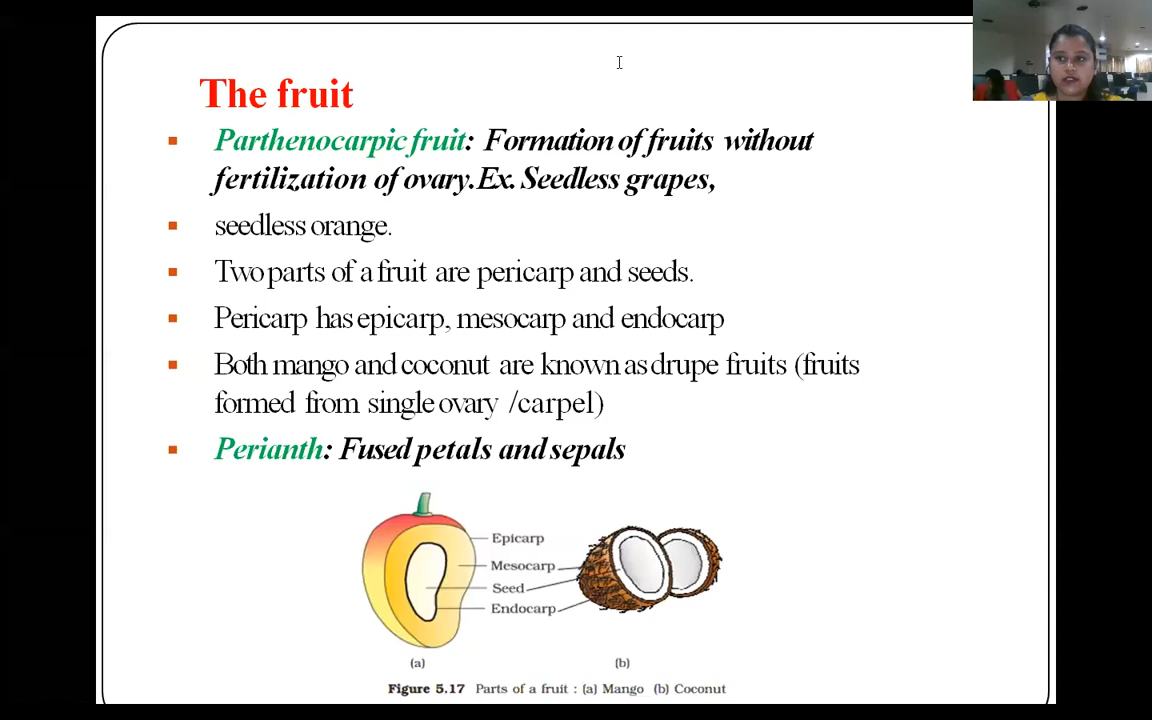 The fruit
Parthenocarpic fruit: Formation of fruits without
fertilization of ovary.Ex. Seedless grapes,
seedless orange.
Two parts of a fruit are pericarp and seeds.
Pericarp has epicarp, mesocarp and endocarp
Both mango and coconut are known as drupe fruits (fruits
formed from single ovary /carpel)
Perianth: Fused petals and sepals
Epicarp
Mesocarp
Seed
Endocarp
(a)
(b)
Figure 5.17 Parts of a fruit : (a) Mango (b) Coconut